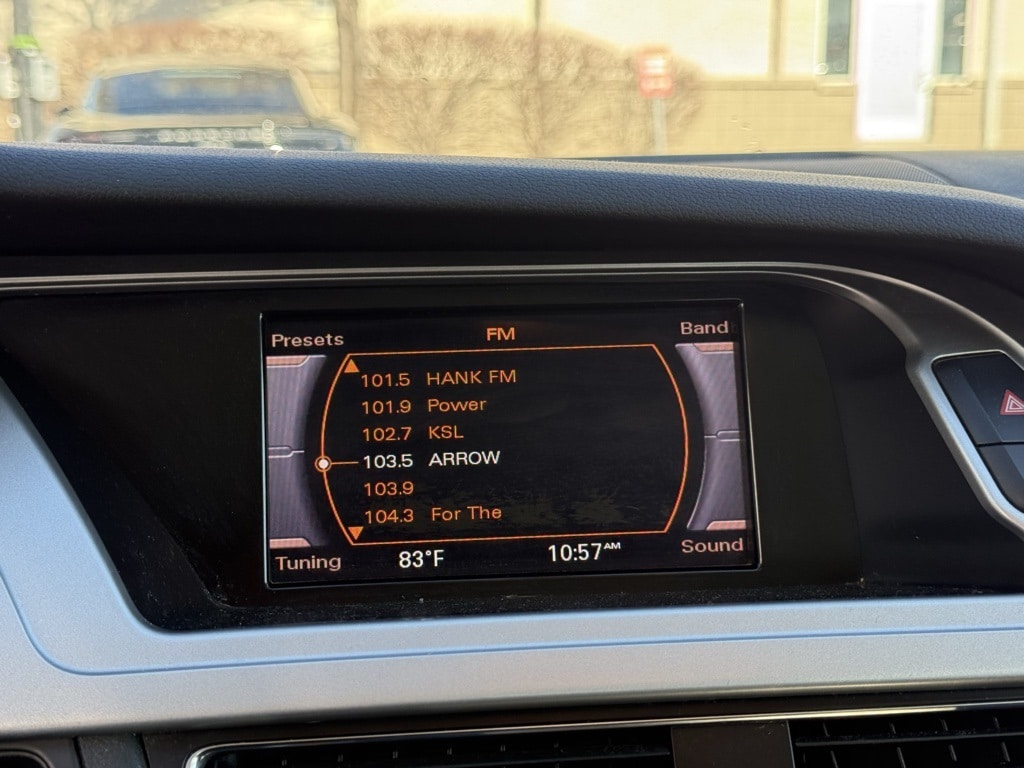 Presets FM Band
101.5 HANK FM
101.9 Power
102.7 KSL
103.5 ARROW
103.9
104.3 For The
Tuning 83°F 10:57AM Sound